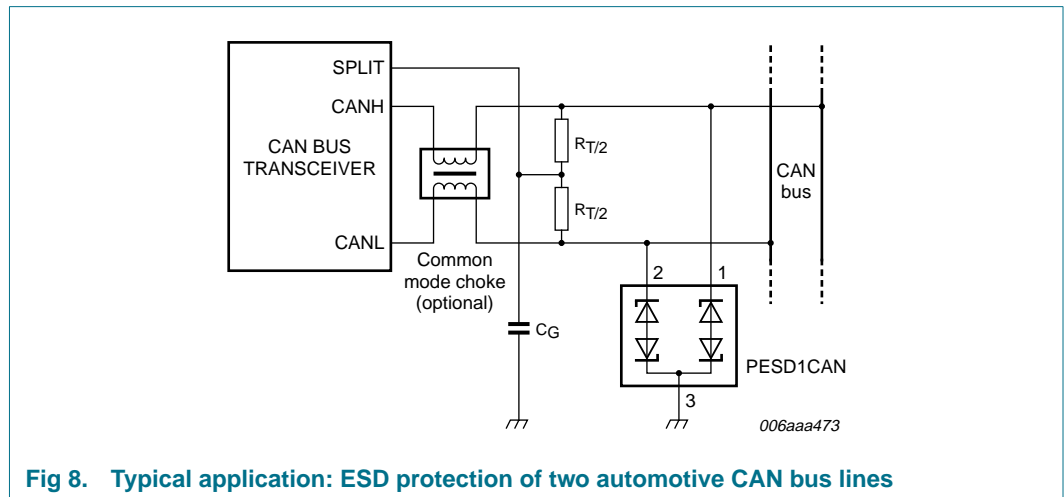 SPLIT
CANH
CAN BUS
TRANSCEIVER
CANL
Common
mode choke
(optional)
RT/2
RT/2
CG
CAN
bus
2
1
PESD1CAN
3
006aaa473
Fig 8. Typical application: ESD protection of two automotive CAN bus lines